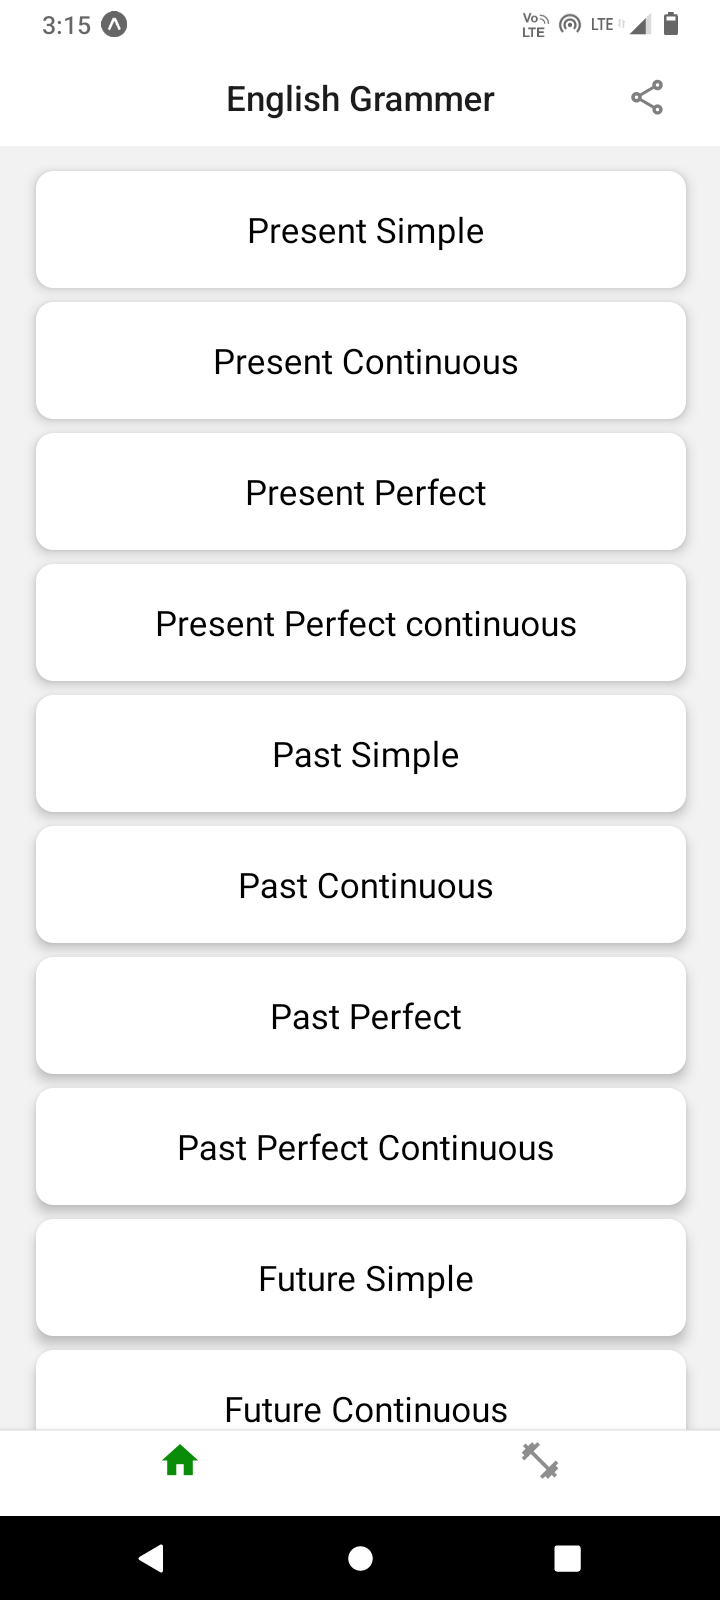 3:15
Vo LTE LTE
English Grammer
Present Simple
Present Continuous
Present Perfect
Present Perfect continuous
Past Simple
Past Continuous
Past Perfect
Past Perfect Continuous
Future Simple
Future Continuous